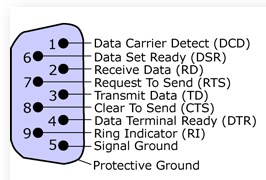 1 Data Carrier Detect (DCD)
6 Data Set Ready (DSR)
2 Receive Data (RD)
7 Request To Send (RTS)
3 Transmit Data (TD)
8 Clear To Send (CTS)
4 Data Terminal Ready (DTR)
9 Ring Indicator (RI)
5 Signal Ground
Protective Ground